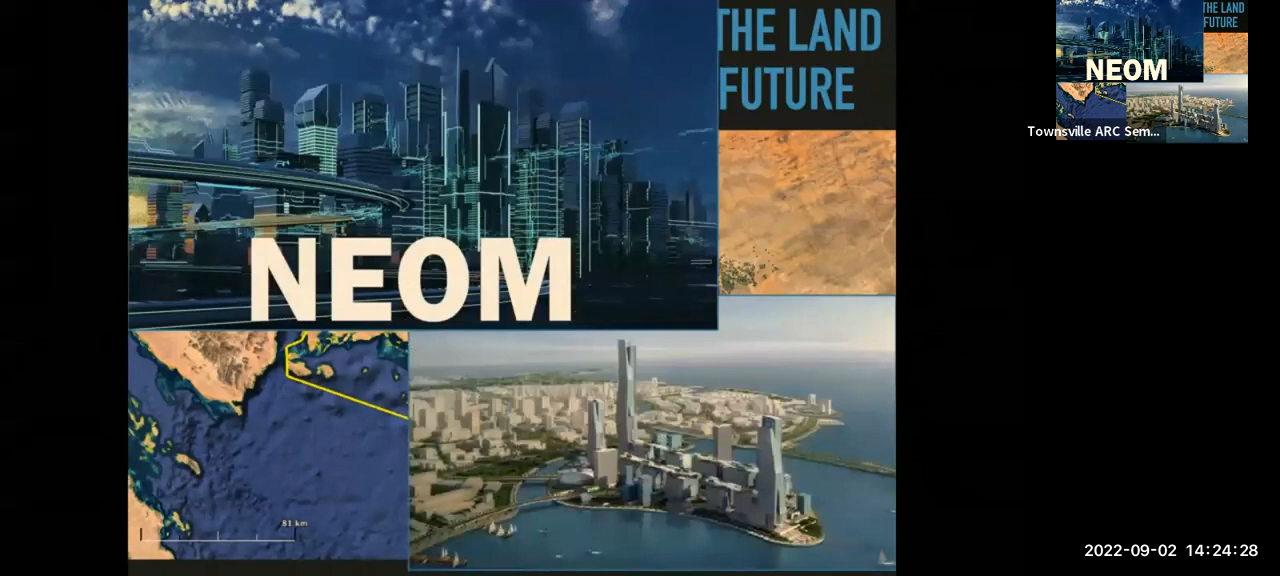 THE LAND
FUTURE
NEOM
81 km
THE LAND
FUTURE
NEOM
Townsville ARC Sem...
2022-09-02 14:24:28